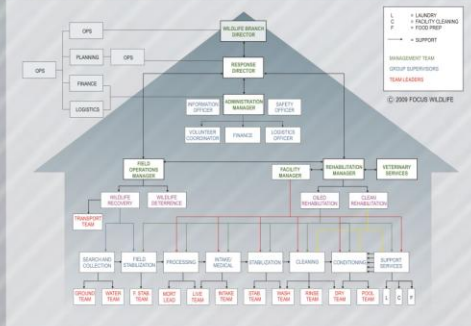 WILDLIFE BRANCH
DIRECTOR
L = LAUNDRY
C = FACILITY CLEANING
F = FOOD PREP
= SUPPORT
MANAGEMENT TEAM
GROUP SUPERVISORS
TEAM LEADERS
© 2009 FOCUS WILDLIFE
OPS
PLANNING
OPS
OPS
FINANCE
LOGISTICS
RESPONSE
DIRECTOR
ADMINISTRATION
MANAGER
INFORMATION
OFFICER
SAFETY
OFFICER
VOLUNTEER
COORDINATOR
FINANCE
LOGISTICS
OFFICER
FIELD
OPERATIONS
MANAGER
FACILITY
MANAGER
REHABILITATION
MANAGER
VETERINARY
SERVICES
WILDLIFE
RECOVERY
WILDLIFE
DETERRENCE
OILED
REHABILITATION
CLEAN
REHABILITATION
TRANSPORT
TEAM
SEARCH AND
COLLECTION
FIELD
STABILIZATION
PROCESSING
INTAKE/
MEDICAL
STABILIZATION
CLEANING
CONDITIONING
SUPPORT
SERVICES
GROUND
TEAM
WATER
TEAM
F. STAB.
TEAM
MORT
LEAD
LIVE
TEAM
INTAKE
TEAM
STAB.
TEAM
WASH
TEAM
RINSE
TEAM
DRY
TEAM
POOL
TEAM
L C F